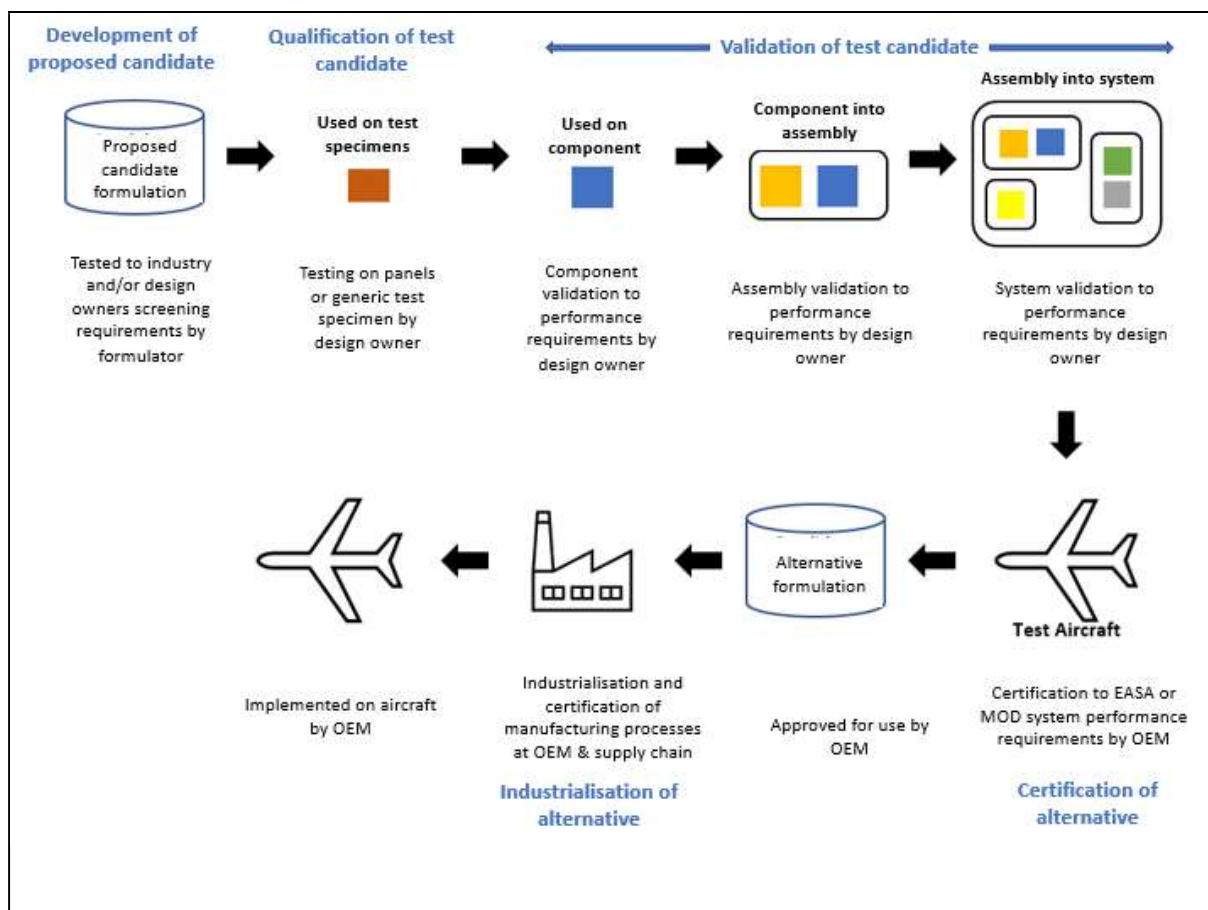 Development of
proposed candidate
Qualification of test
candidate
Validation of test candidate
Proposed
candidate
formulation
Used on test
specimens
Used on
component
Component into
assembly
Assembly into system
Tested to industry
and/or design
owners screening
requirements by
formulator
Testing on panels
or generic test
specimen by
design owner
Component
validation to
performance
requirements by
design owner
Assembly validation to
performance
requirements by design
owner
System validation to
performance
requirements by design
owner
Alternative
formulation
Test Aircraft
Implemented on aircraft
by OEM
Industrialisation and
certification of
manufacturing processes
at OEM & supply chain
Approved for use by
OEM
Certification to EASA or
MOD system performance
requirements by OEM
Industrialisation of
alternative
Certification of
alternative